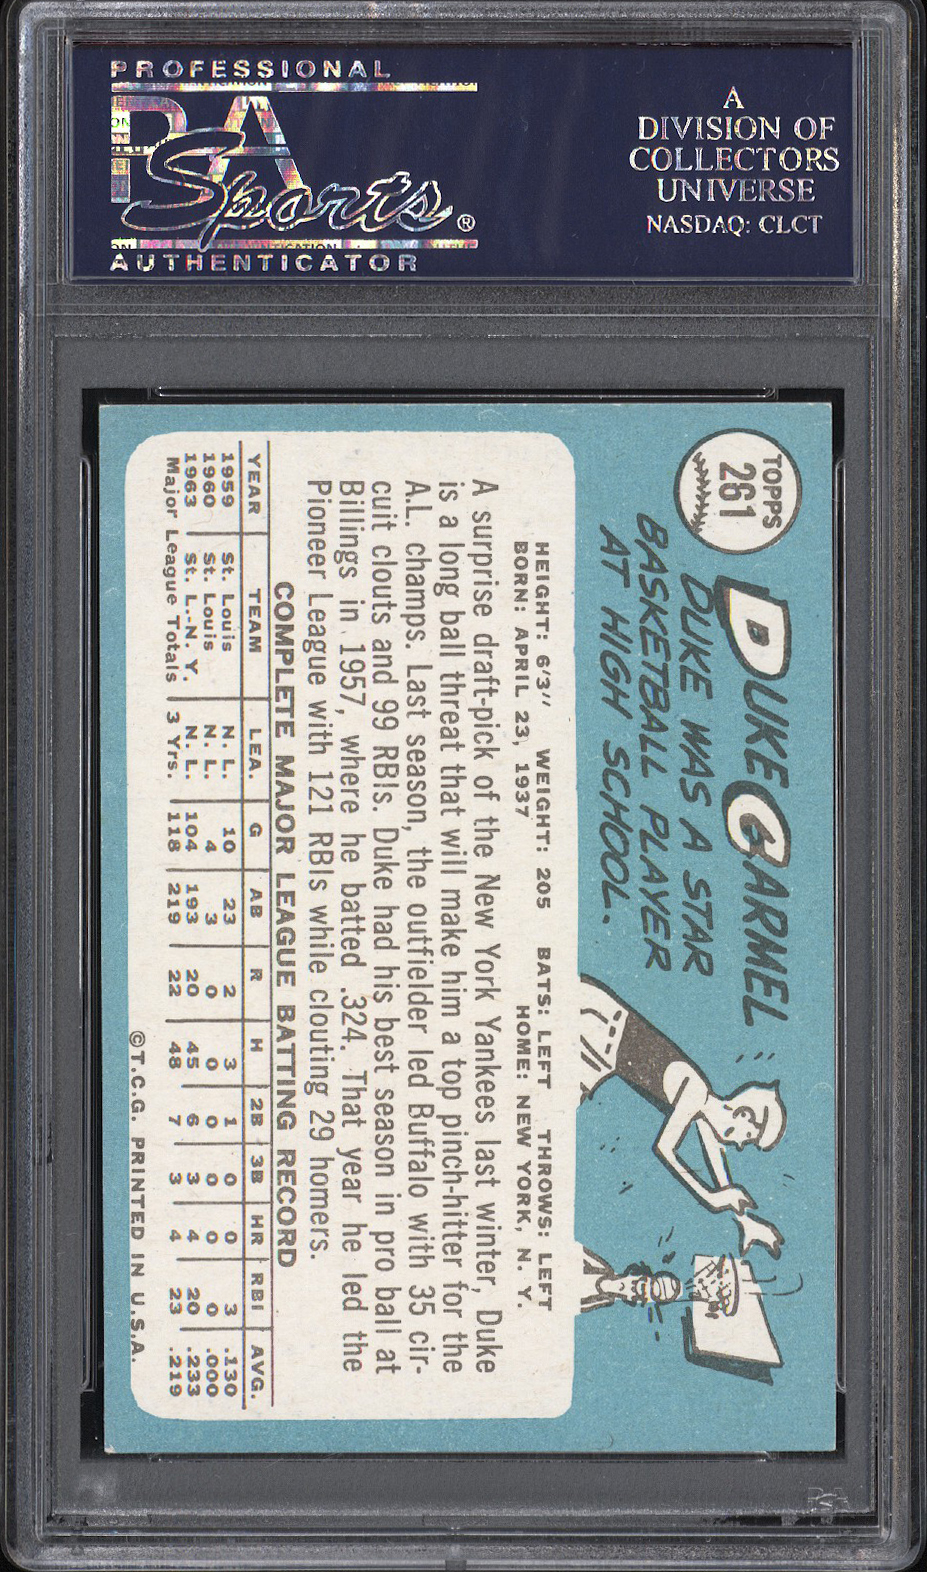 PROFESSIONAL
PSA
Sports®
AUTHENTICATOR
A
DIVISION OF
COLLECTORS
UNIVERSE
NASDAQ: CLCT
TOPPS
261
DUKE CARMEL
DUKE WAS A STAR
BASKETBALL PLAYER
AT HIGH SCHOOL.
HEIGHT: 6'3" WEIGHT: 205 BATS: LEFT THROWS: LEFT
BORN: APRIL 23, 1937 HOME: NEW YORK, N. Y.
A surprise draft-pick of the New York Yankees last winter, Duke
is a long ball threat that will make him a top pinch-hitter for the
A.L. champs. Last season, the outfielder led Buffalo with 35 cir-
cuit clouts and 99 RBIs. Duke had his best season in pro ball at
Billings in 1957, where he batted .324. That year he led the
Pioneer League with 121 RBIs while clouting 29 homers.
COMPLETE MAJOR LEAGUE BATTING RECORD
YEAR TEAM LEA. G AB R H 2B 3B HR RBI AVG.
1959 St. Louis N. L. 10 23 2 3 1 0 0 3 .130
1960 St. Louis N. L. 4 3 0 0 0 0 0 0 .000
1963 St. L.-N. Y. N. L. 104 193 20 45 6 3 4 20 .233
Major League Totals 3 Yrs. 118 219 22 48 7 3 4 23 .219
©T.C.G. PRINTED IN U.S.A.